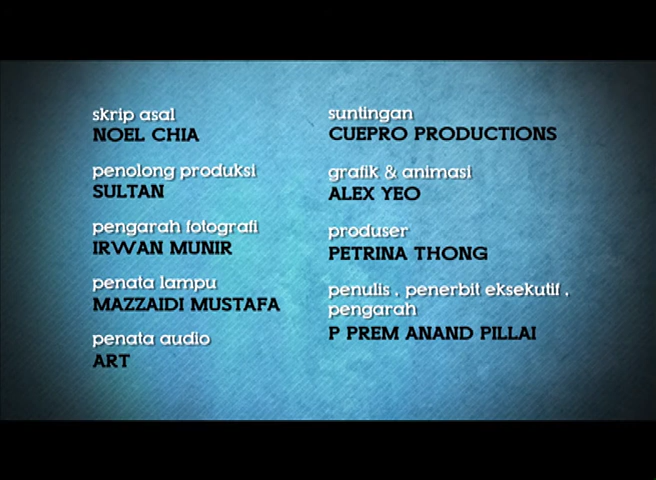 skrip asal
NOEL CHIA
penolong produksi
SULTAN
pengarah fotografi
IRWAN MUNIR
penata lampu
MAZZAIDI MUSTAFA
penata audio
ART
suntingan
CUEPRO PRODUCTIONS
grafik & animasi
ALEX YEO
produser
PETRINA THONG
penulis , penerbit eksekutif ,
pengarah
P PREM ANAND PILLAI